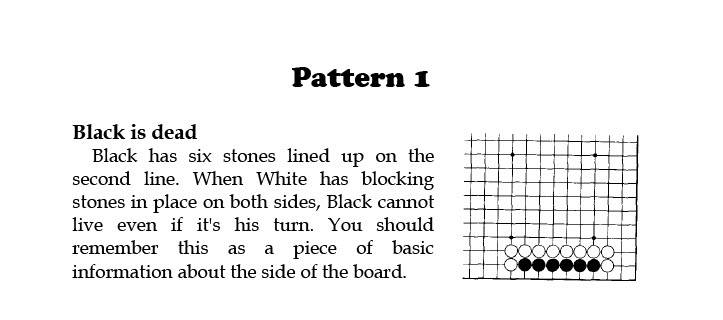 Pattern 1
Black is dead
Black has six stones lined up on the
second line. When White has blocking
stones in place on both sides, Black cannot
live even if it's his turn. You should
remember this as a piece of basic
information about the side of the board.